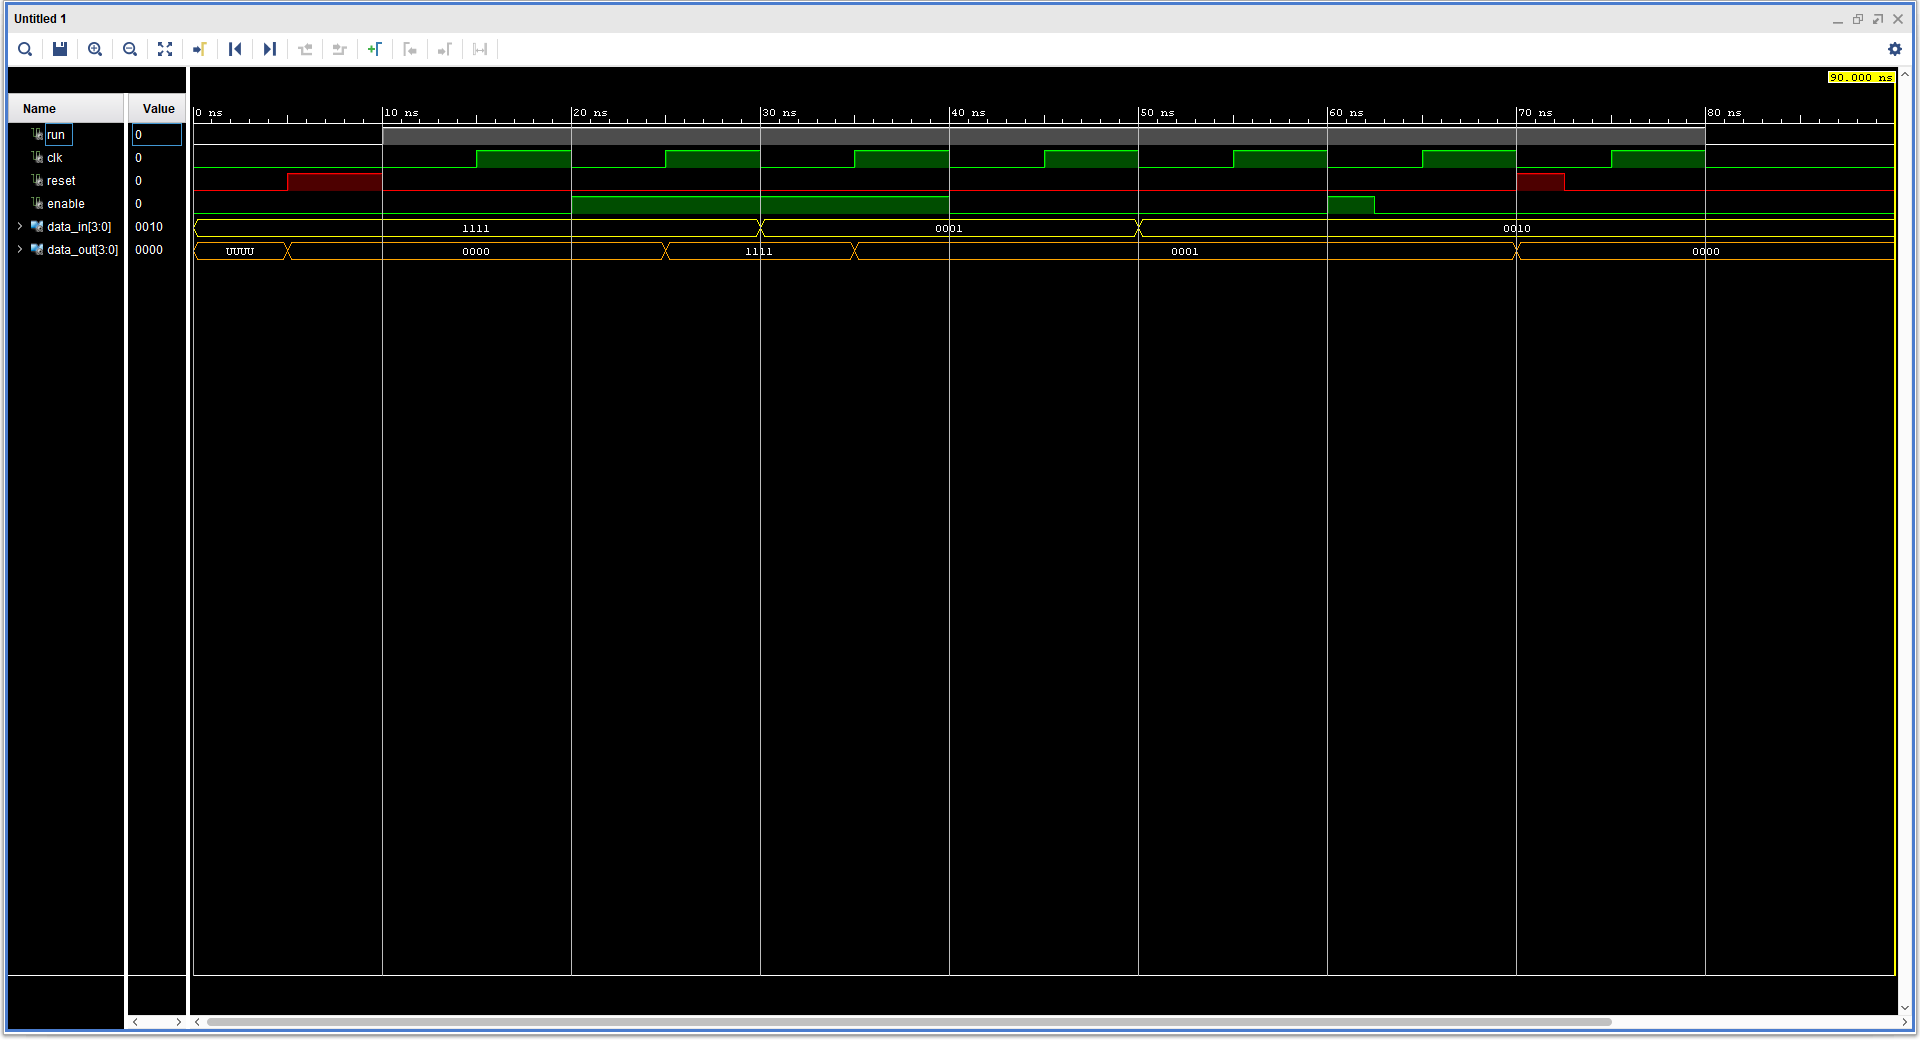 Untitled 1
90.000 ns
Name Value
0 ns 10 ns 20 ns 30 ns 40 ns 50 ns 60 ns 70 ns 80 ns
run 0
clk 0
reset 0
enable 0
data_in[3:0] 0010 1111 0001 0010
data_out[3:0] 0000 UUUU 0000 1111 0001 0000